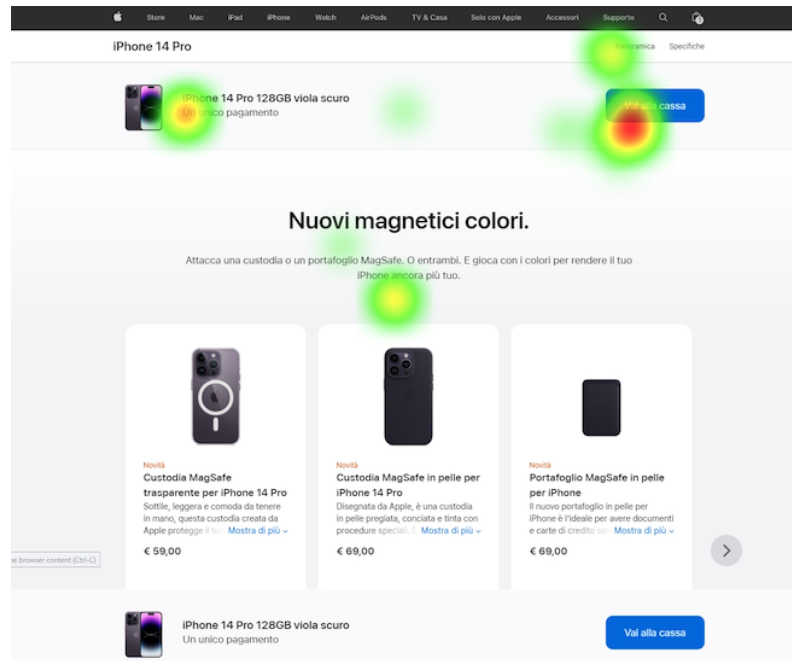 Store Mac iPad iPhone Watch AirPods TV & Casa Solo con Apple Accessori Supporto
iPhone 14 Pro
Panoramica Specifiche
iPhone 14 Pro 128GB viola scuro
Un unico pagamento
Vai alla cassa
Nuovi magnetici colori.
Attacca una custodia o un portafoglio MagSafe. O entrambi. E gioca con i colori per rendere il tuo
iPhone ancora più tuo.
Novità
Custodia MagSafe
trasparente per iPhone 14 Pro
Sottile, leggera e comoda da tenere
in mano, questa custodia creata da
Apple protegge il tuo Mostra di più
€ 59,00
Novità
Custodia MagSafe in pelle per
iPhone 14 Pro
Disegnata da Apple, è una custodia
in pelle pregiata, conciata e tinta con
procedure speciali. Mostra di più
€ 69,00
Novità
Portafoglio MagSafe in pelle
per iPhone
Il nuovo portafoglio in pelle per
iPhone è l'ideale per avere documenti
e carte di credito Mostra di più
€ 69,00
browser content (Ctrl-C)
iPhone 14 Pro 128GB viola scuro
Un unico pagamento
Vai alla cassa